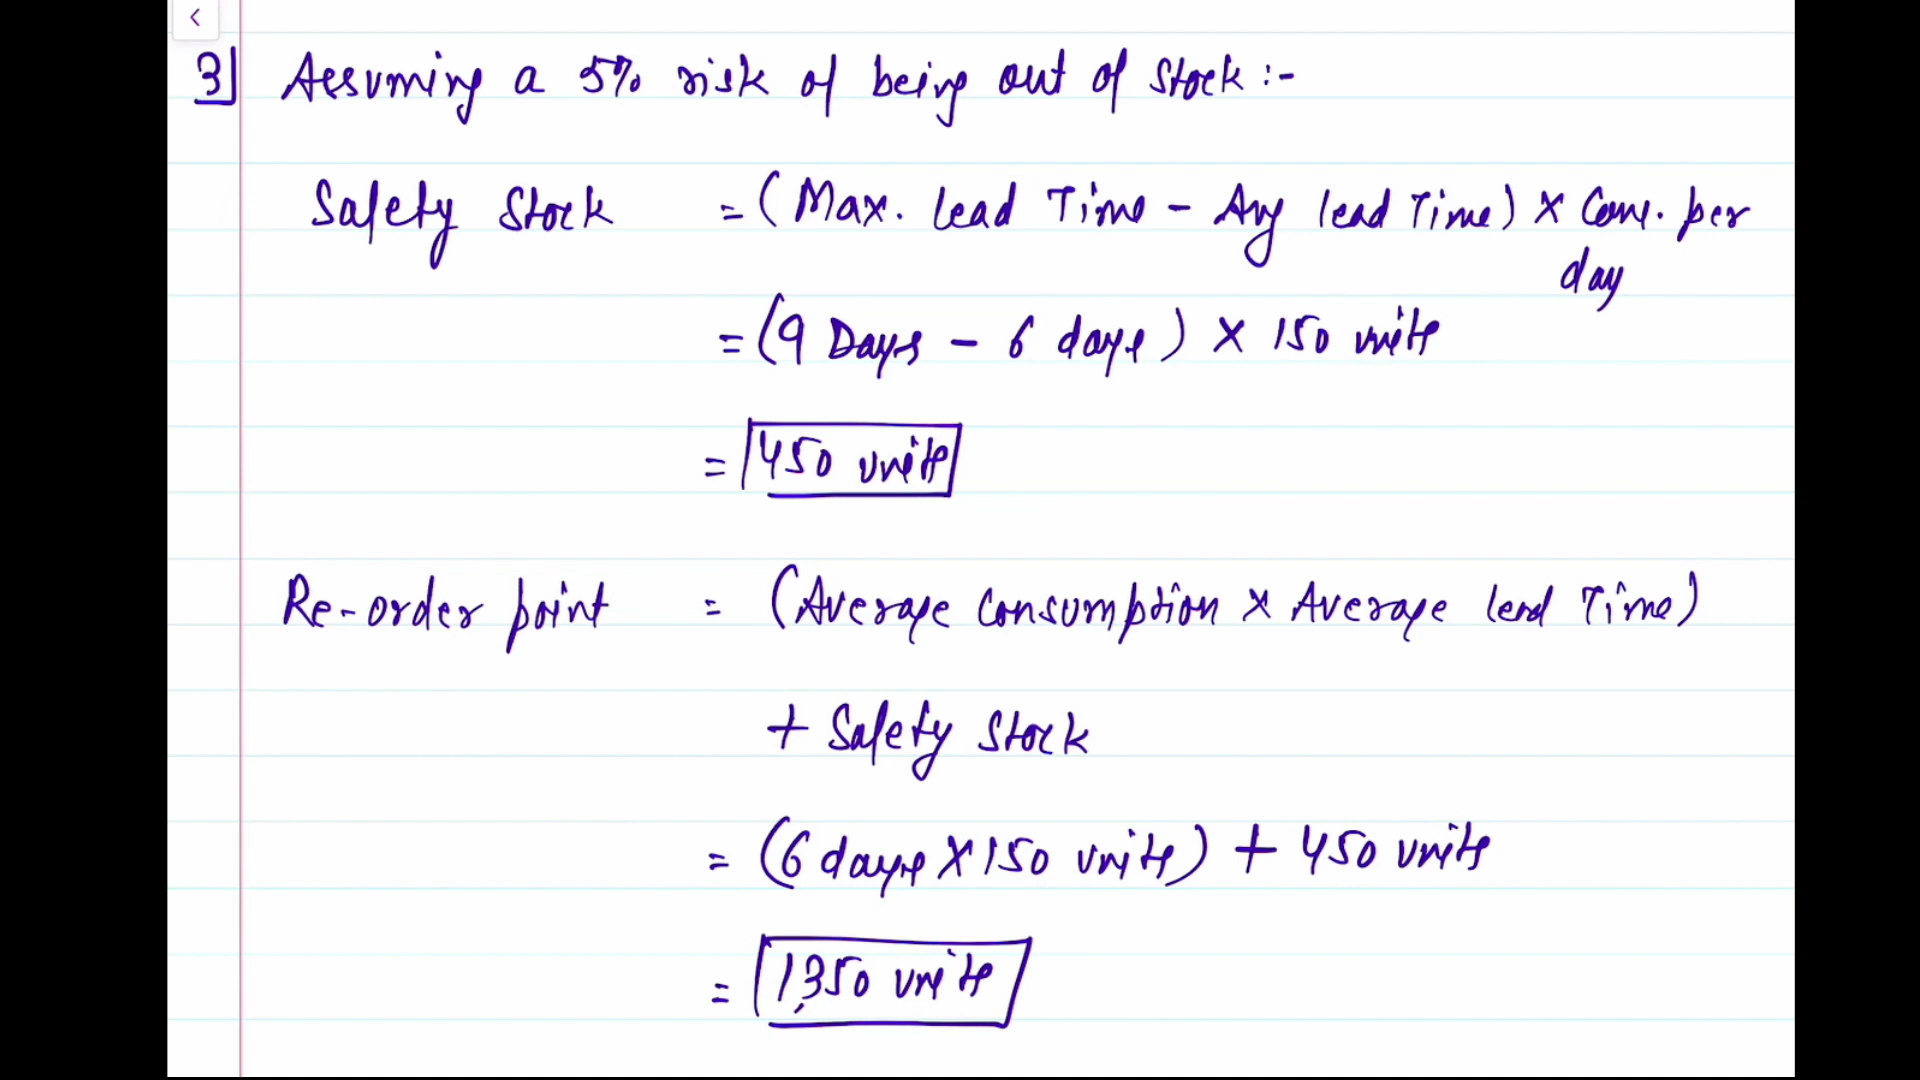 3] Assuming a 5% risk of being out of stock :-
Safety Stock = (Max. lead Time - Avg lead Time) × Cons. per
day
= (9 Days - 6 days) × 150 units
= 450 units
Re-order point = (Average Consumption × Average lead Time)
+ Safety Stock
= (6 days × 150 units) + 450 units
= 1,350 units